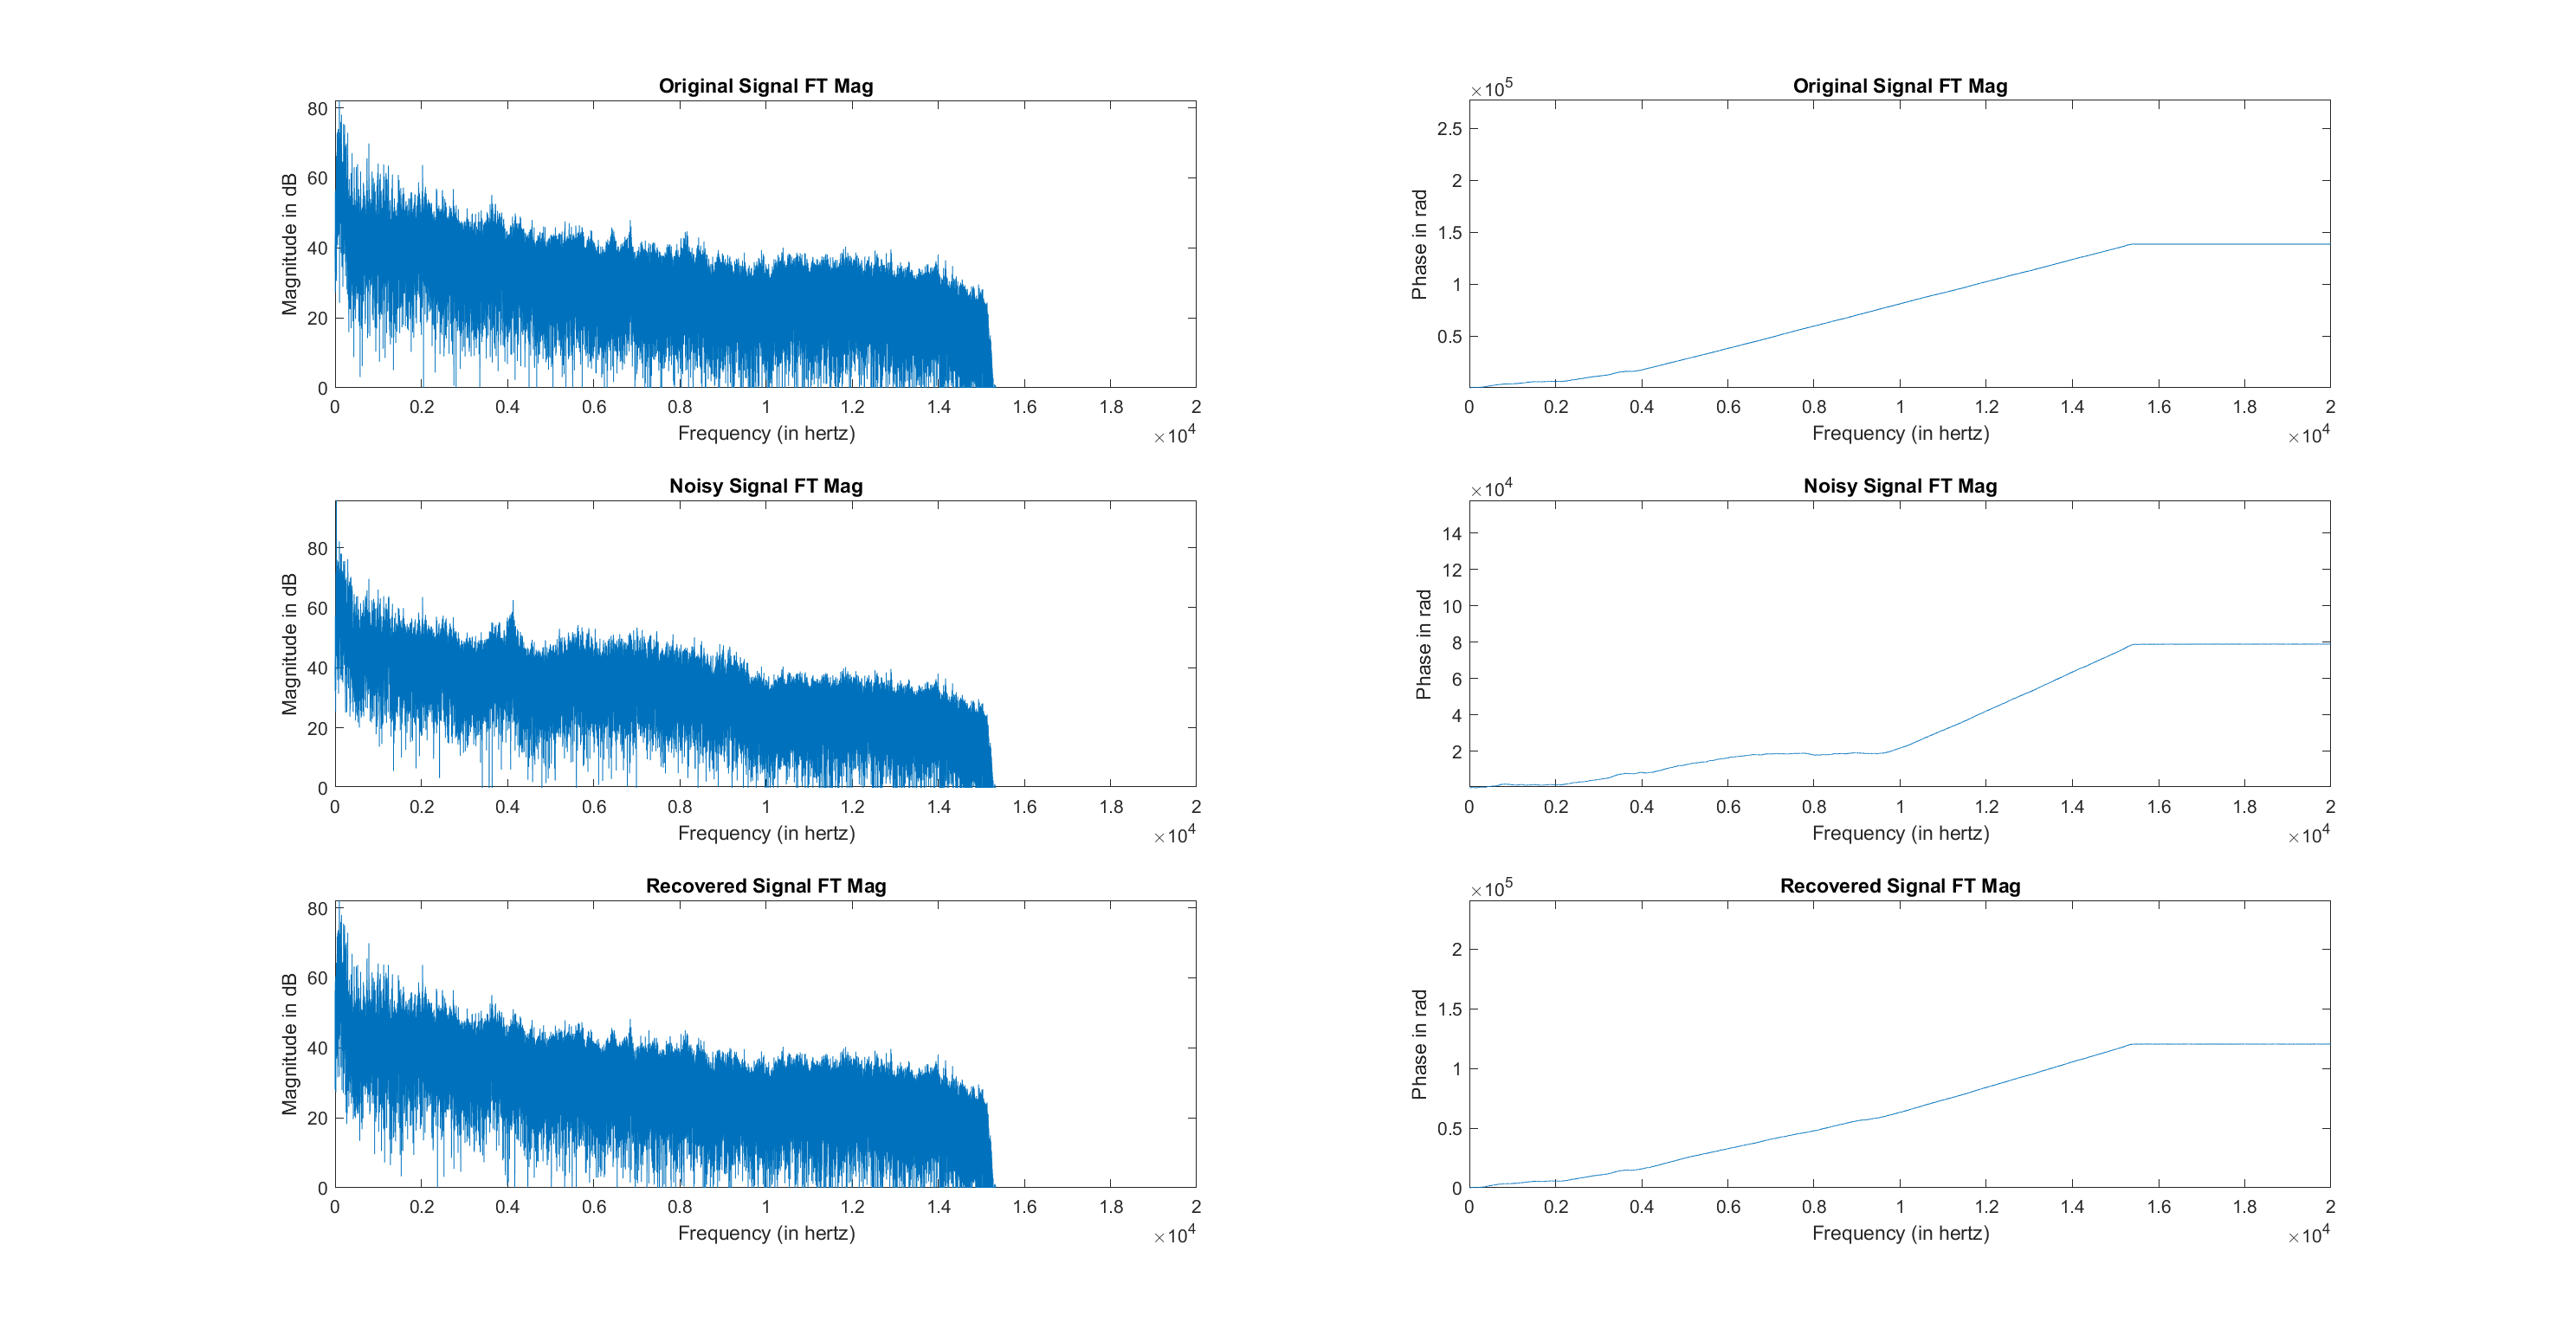 Original Signal FT Mag
Magnitude in dB
80
60
40
20
0
0 0.2 0.4 0.6 0.8 1 1.2 1.4 1.6 1.8 2
Frequency (in hertz)
×10^4
Original Signal FT Mag
×10^5
Phase in rad
2.5
2
1.5
1
0.5
0 0.2 0.4 0.6 0.8 1 1.2 1.4 1.6 1.8 2
Frequency (in hertz)
×10^4
Noisy Signal FT Mag
Magnitude in dB
80
60
40
20
0
0 0.2 0.4 0.6 0.8 1 1.2 1.4 1.6 1.8 2
Frequency (in hertz)
×10^4
Noisy Signal FT Mag
×10^4
Phase in rad
14
12
10
8
6
4
2
0 0.2 0.4 0.6 0.8 1 1.2 1.4 1.6 1.8 2
Frequency (in hertz)
×10^4
Recovered Signal FT Mag
Magnitude in dB
80
60
40
20
0
0 0.2 0.4 0.6 0.8 1 1.2 1.4 1.6 1.8 2
Frequency (in hertz)
×10^4
Recovered Signal FT Mag
×10^5
Phase in rad
2
1.5
1
0.5
0
0 0.2 0.4 0.6 0.8 1 1.2 1.4 1.6 1.8 2
Frequency (in hertz)
×10^4